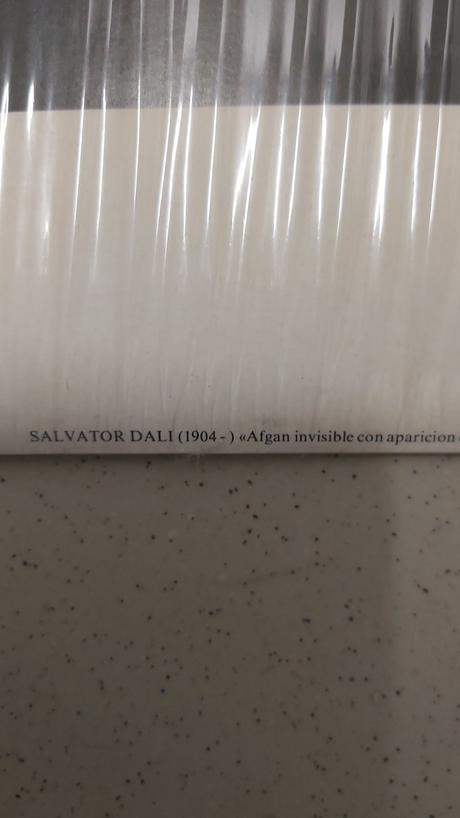 SALVATOR DALI (1904 - ) «Afgan invisible con aparicion